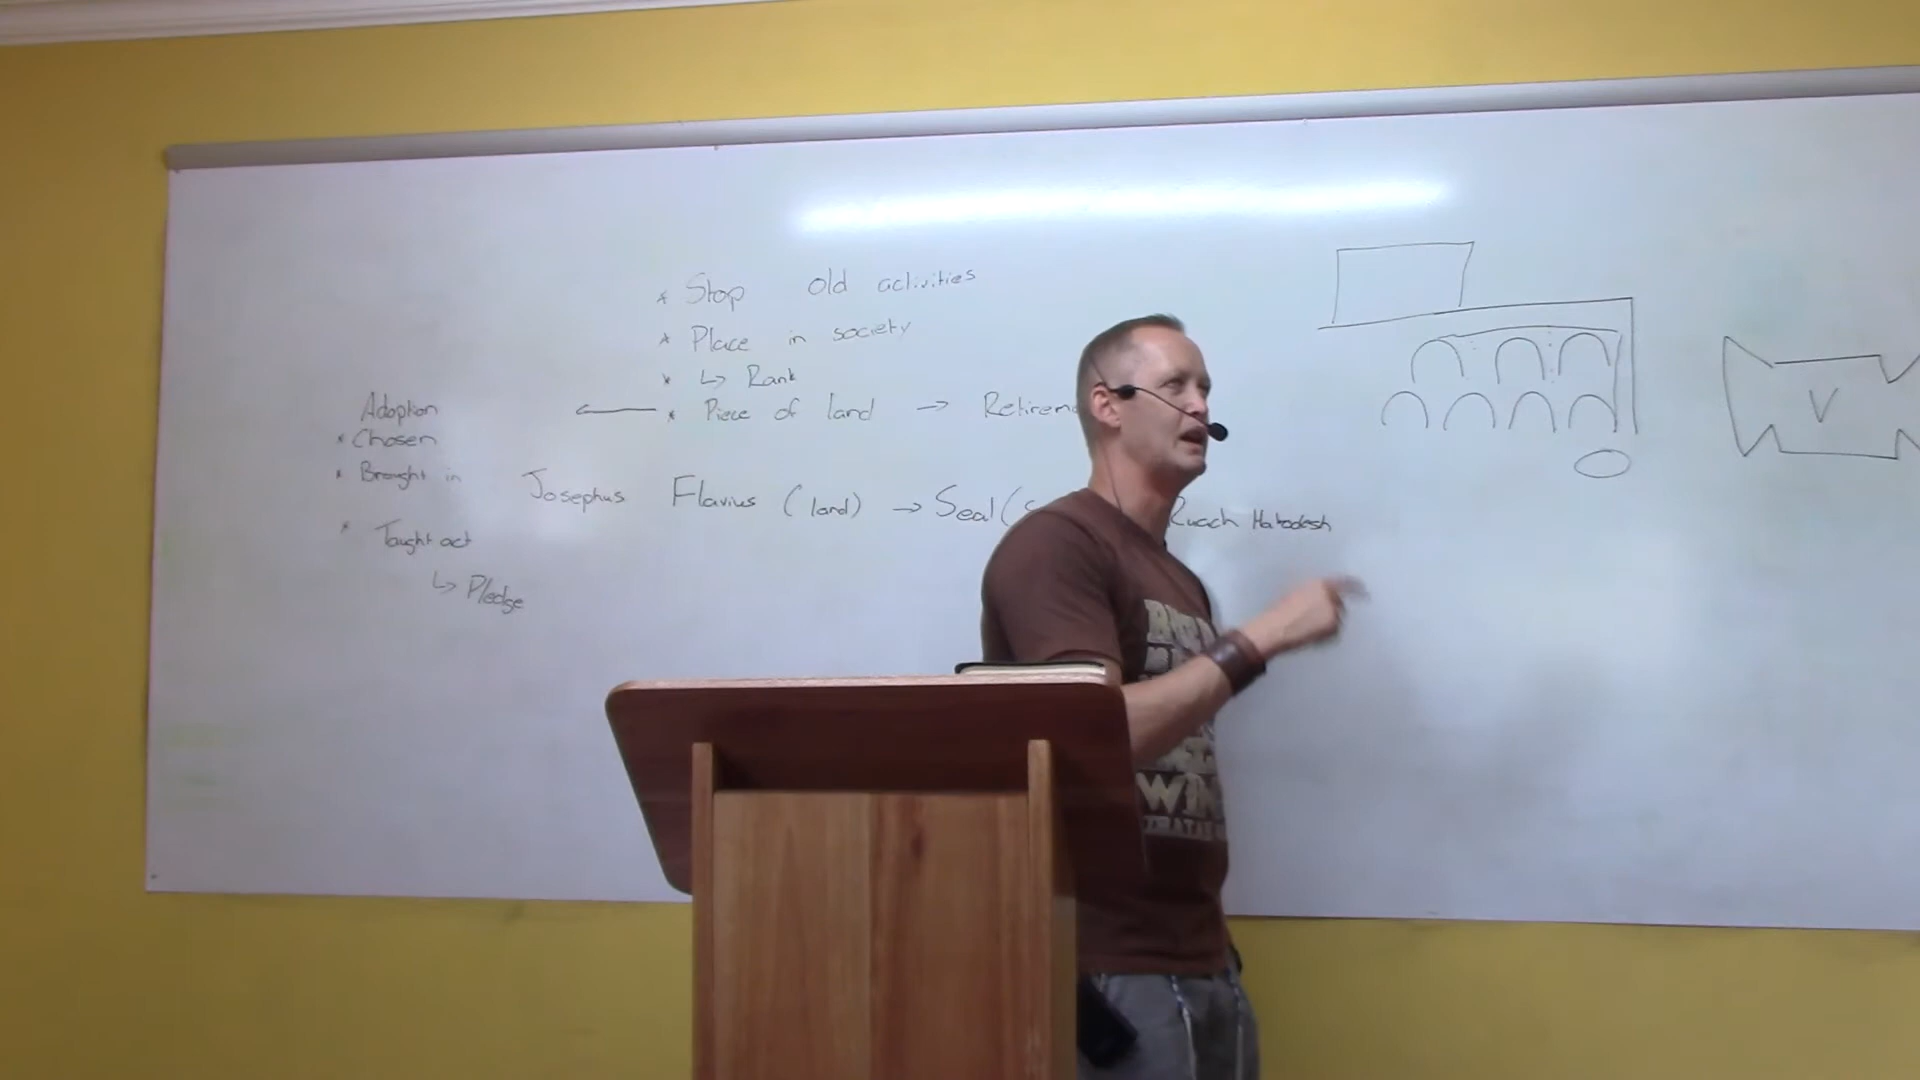 * Stop old activities
* Place in society
* ↳ Rank
← * Piece of land → Retirem
Adoption
* Chosen
* Brought in
* Taught act
↳ Pledge
Josephus Flavius (land) → Seal ( Ruach Hakodesh
V
WIN